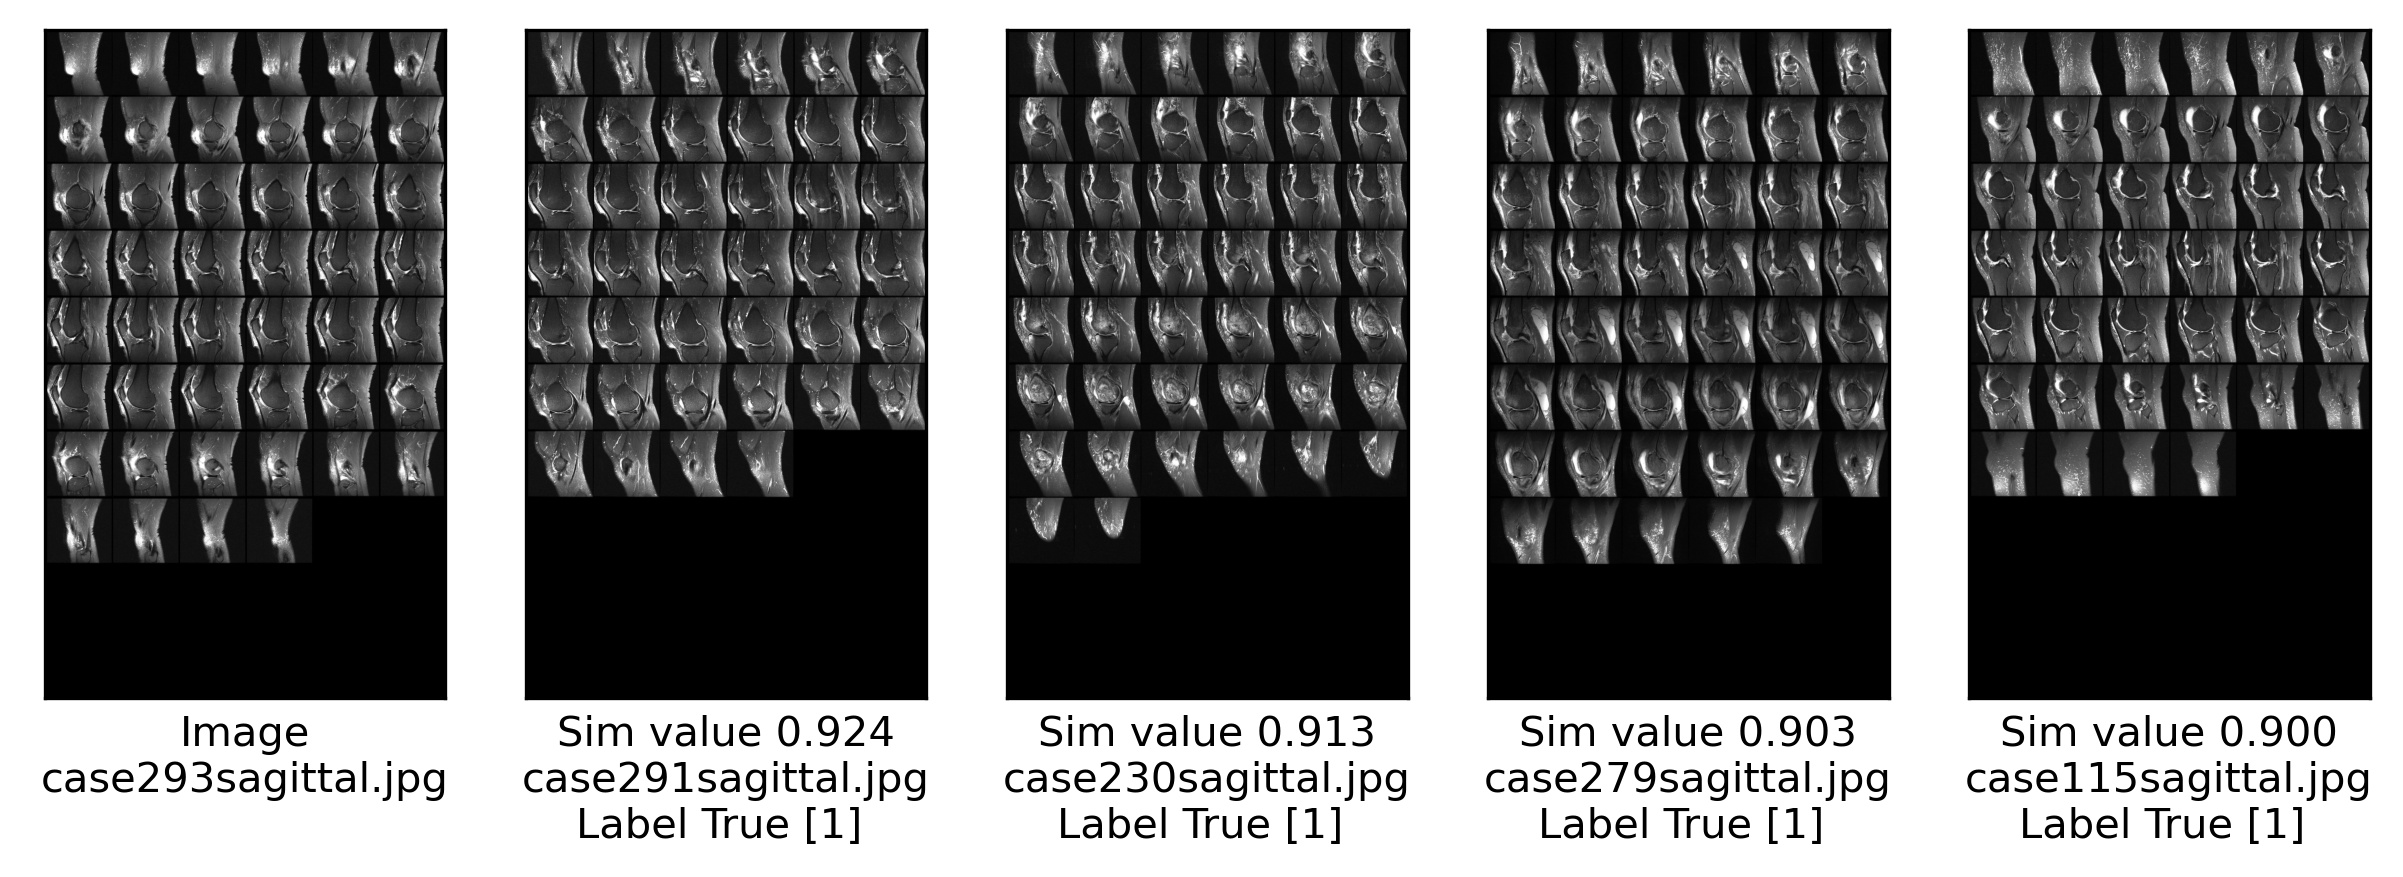 Image
case293sagittal.jpg
Sim value 0.924
case291sagittal.jpg
Label True [1]
Sim value 0.913
case230sagittal.jpg
Label True [1]
Sim value 0.903
case279sagittal.jpg
Label True [1]
Sim value 0.900
case115sagittal.jpg
Label True [1]